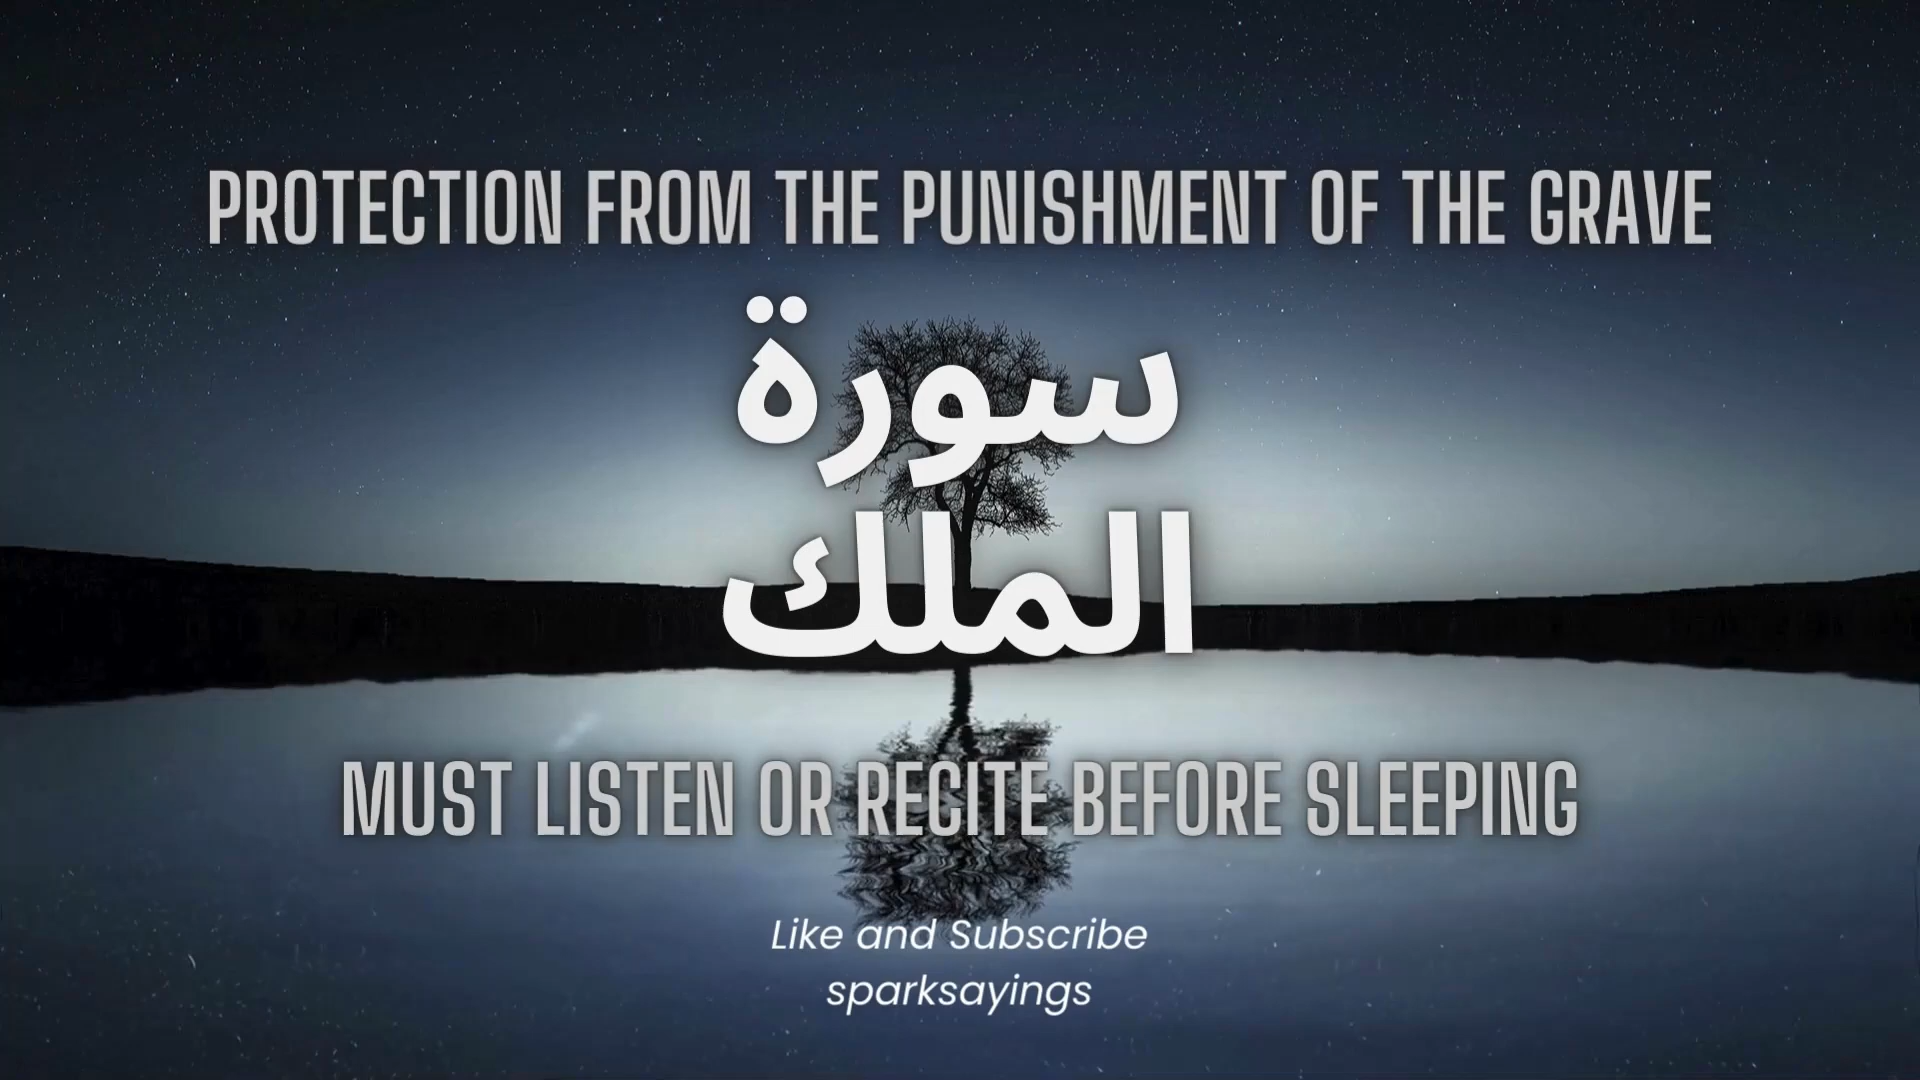 PROTECTION FROM THE PUNISHMENT OF THE GRAVE
سورة
الملك
MUST LISTEN OR RECITE BEFORE SLEEPING
Like and Subscribe
sparksayings